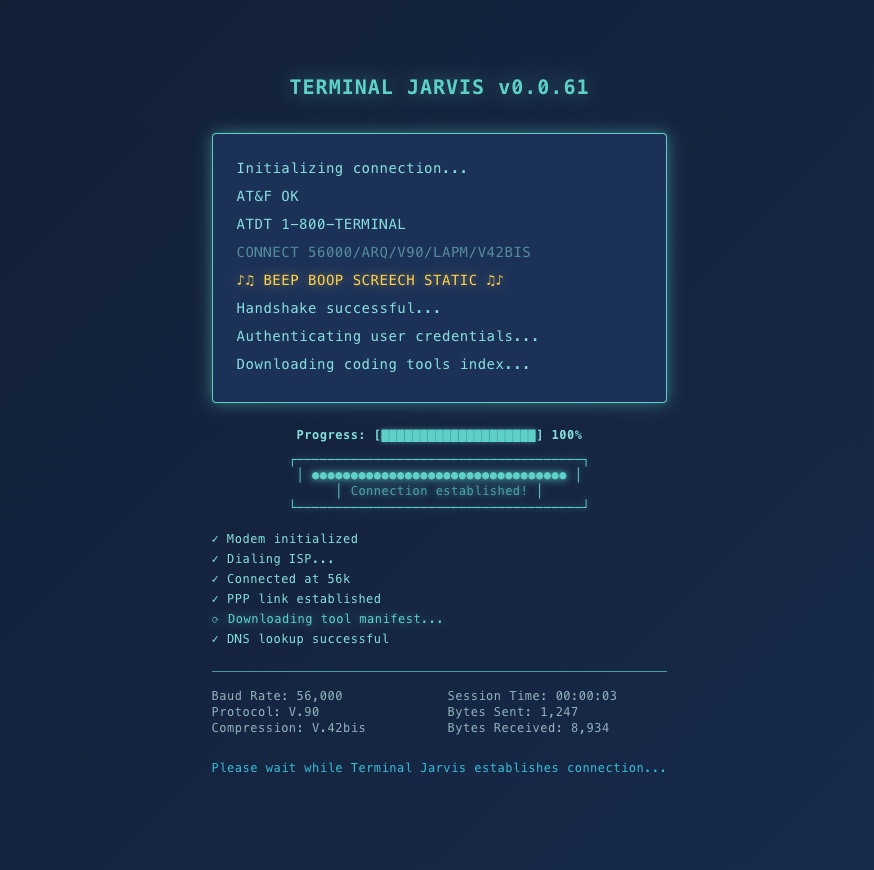 TERMINAL JARVIS v0.0.61
Initializing connection...
AT&F OK
ATDT 1-800-TERMINAL
CONNECT 56000/ARQ/V90/LAPM/V42BIS
♪♫ BEEP BOOP SCREECH STATIC ♫♪
Handshake successful...
Authenticating user credentials...
Downloading coding tools index...
Progress: [████████████████████] 100%
┌─────────────────────────────────────┐
│ ●●●●●●●●●●●●●●●●●●●●●●●●●●●●●●●●● │
│ Connection established! │
└─────────────────────────────────────┘
✓ Modem initialized
✓ Dialing ISP...
✓ Connected at 56k
✓ PPP link established
⟳ Downloading tool manifest...
✓ DNS lookup successful
Baud Rate: 56,000
Protocol: V.90
Compression: V.42bis
Session Time: 00:00:03
Bytes Sent: 1,247
Bytes Received: 8,934
Please wait while Terminal Jarvis establishes connection...